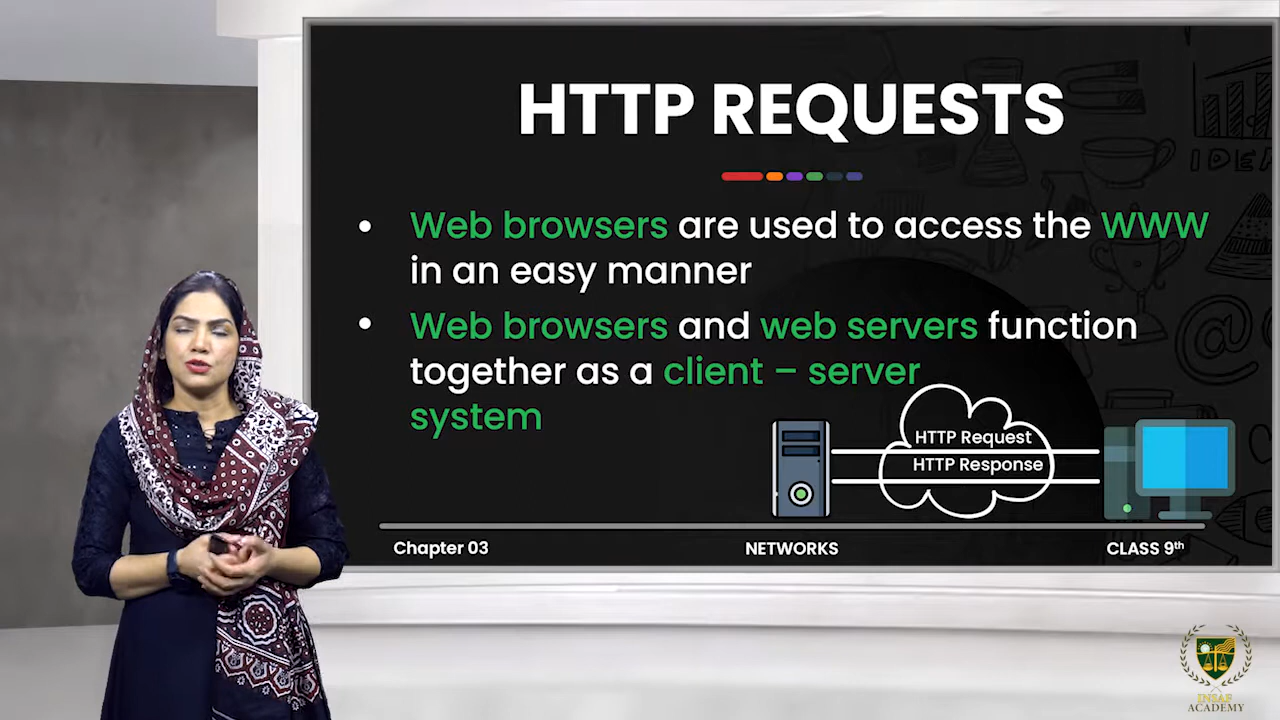 HTTP REQUESTS
IDEA
• Web browsers are used to access the WWW
in an easy manner
• Web browsers and web servers function
together as a client – server
system
HTTP Request
HTTP Response
Chapter 03
NETWORKS
CLASS 9th
INSAF
ACADEMY